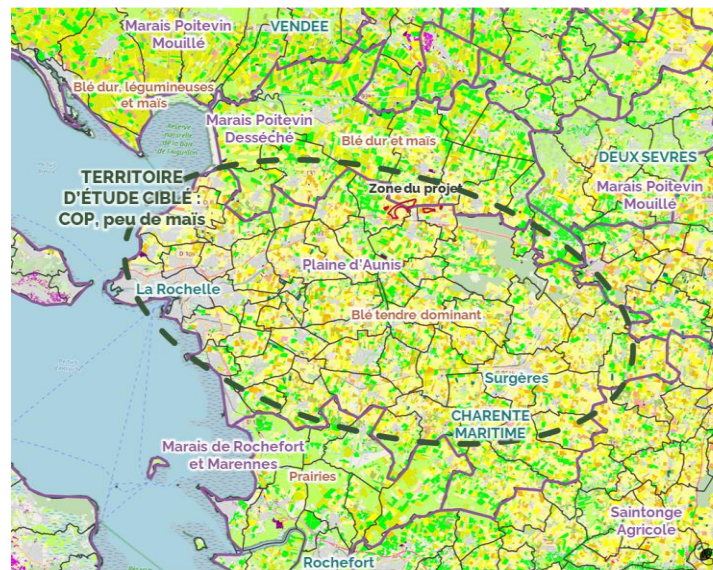 Marais Poitevin
Mouillé
VENDEE
Blé dur, légumineuses
et maïs
Marais Poitevin
Desséché
Blé dur et maïs
DEUX SEVRES
Marais Poitevin
Mouillé
TERRITOIRE
D'ÉTUDE CIBLÉ :
COP, peu de maïs
Zone du projet
Plaine d'Aunis
La Rochelle
Blé tendre dominant
Surgères
CHARENTE
MARITIME
Marais de Rochefort
et Marennes
Prairies
Saintonge
Agricole
Rochefort